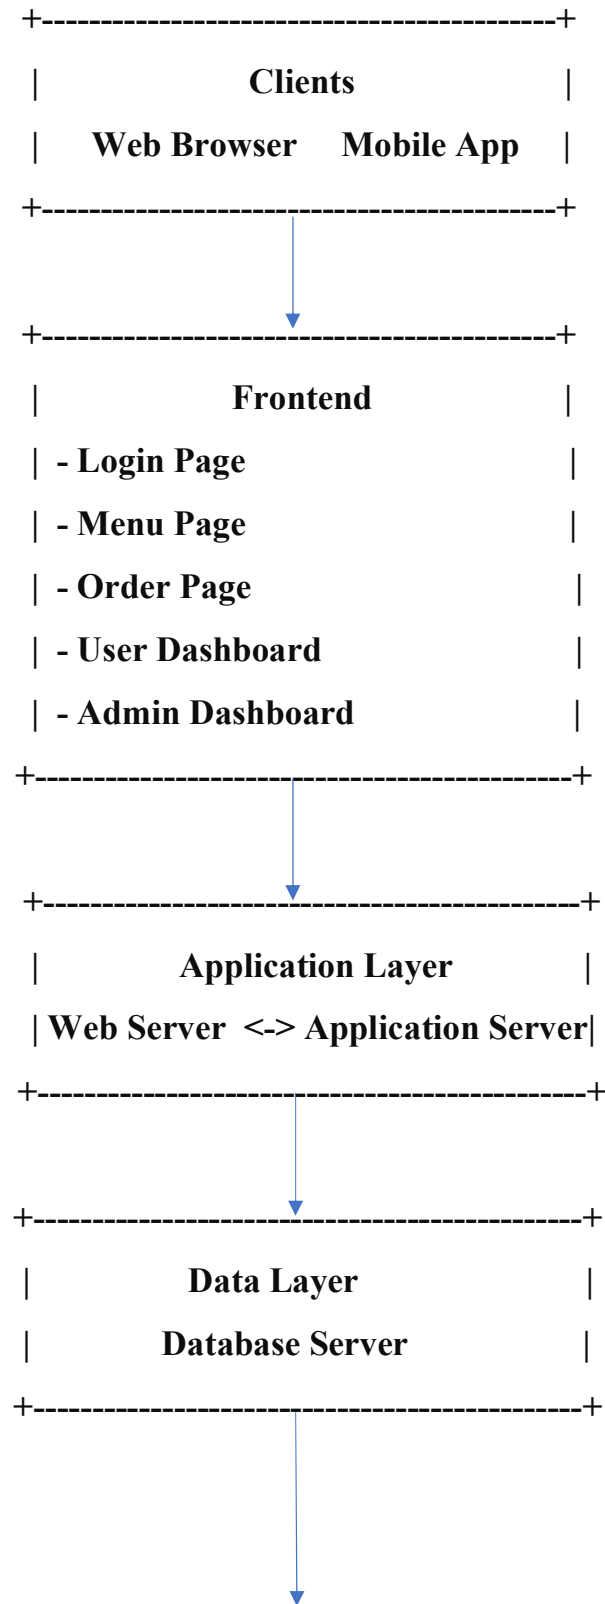 +--------------------------------------------+
| Clients |
| Web Browser Mobile App |
+--------------------------------------------+
+--------------------------------------------+
| Frontend |
| - Login Page |
| - Menu Page |
| - Order Page |
| - User Dashboard |
| - Admin Dashboard |
+----------------------------------------------+
+----------------------------------------------+
| Application Layer |
| Web Server <-> Application Server|
+-----------------------------------------------+
+-----------------------------------------------+
| Data Layer |
| Database Server |
+-----------------------------------------------+